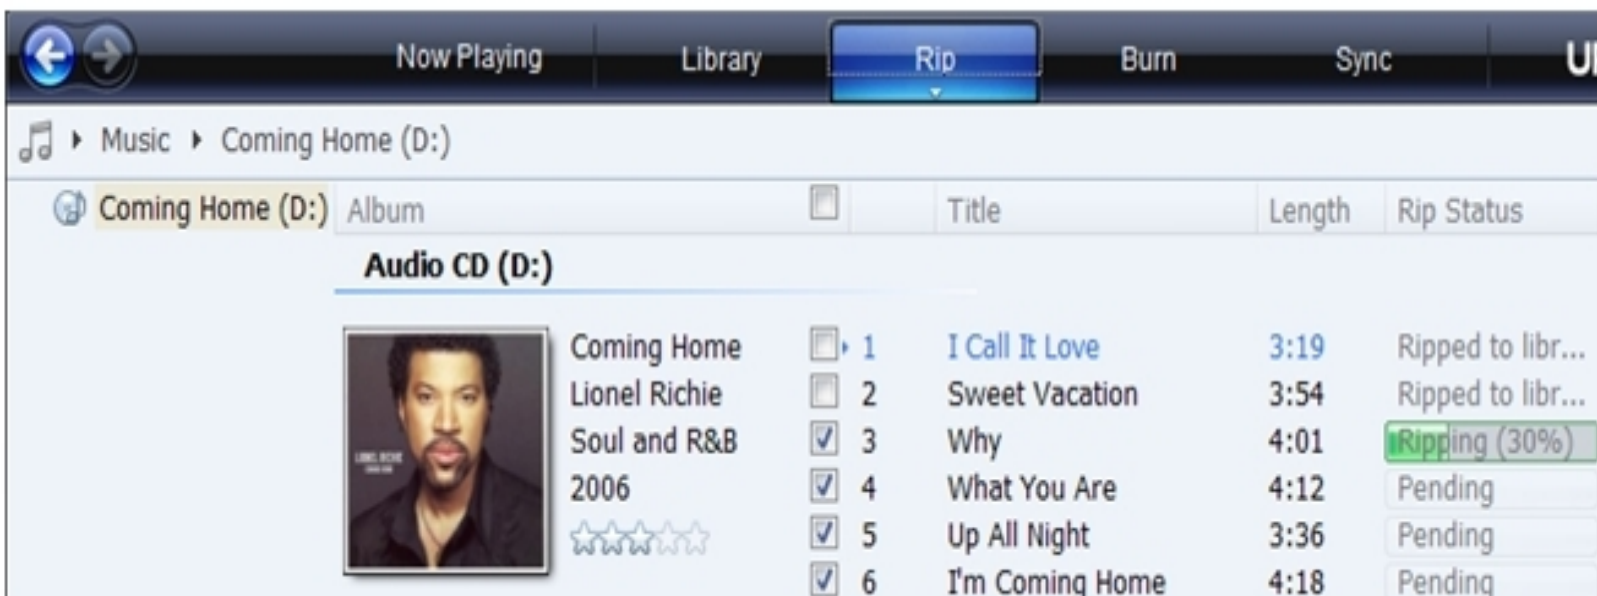 Now Playing Library Rip Burn Sync
Music Coming Home (D:)
Coming Home (D:) Album Title Length Rip Status
Audio CD (D:)
Coming Home 1 I Call It Love 3:19 Ripped to libr...
Lionel Richie 2 Sweet Vacation 3:54 Ripped to libr...
Soul and R&B 3 Why 4:01 Ripping (30%)
2006 4 What You Are 4:12 Pending
5 Up All Night 3:36 Pending
6 I'm Coming Home 4:18 Pending
LIONEL RICHIE